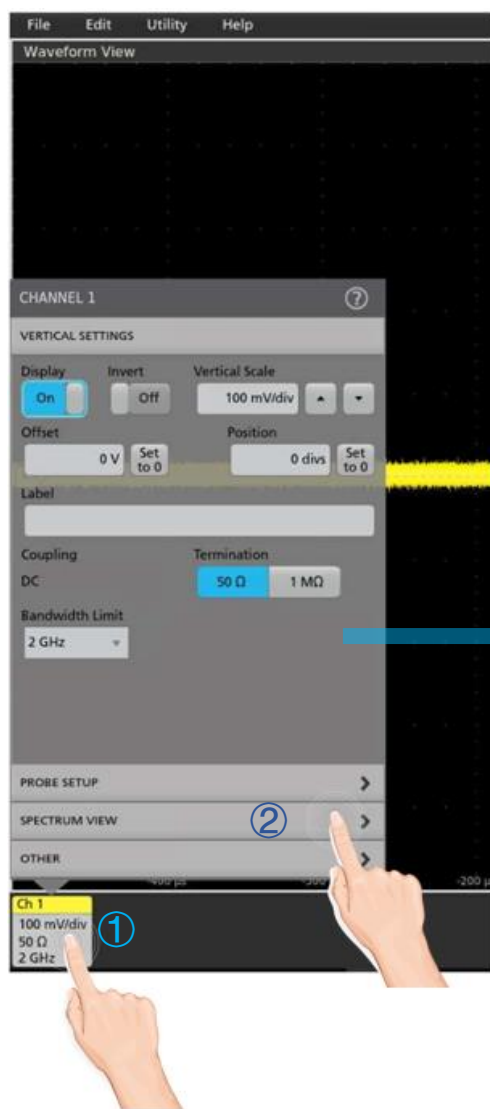 File Edit Utility Help
Waveform View
CHANNEL 1 ?
VERTICAL SETTINGS
Display Invert Vertical Scale
On Off 100 mV/div
Offset Position
0 V Set to 0 0 divs Set to 0
Label
Coupling Termination
DC 50 Ω 1 MΩ
Bandwidth Limit
2 GHz
PROBE SETUP
SPECTRUM VIEW ②
OTHER
-400 µs -200 µ
Ch 1
100 mV/div ①
50 Ω
2 GHz